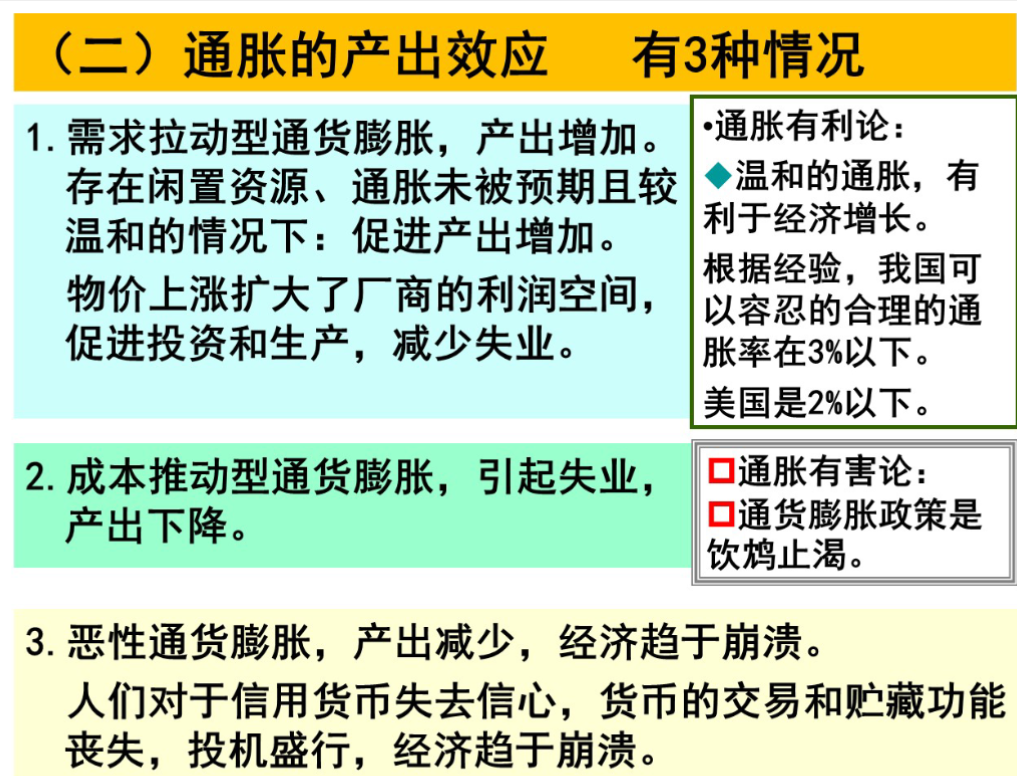 （二）通胀的产出效应　有3种情况
1. 需求拉动型通货膨胀，产出增加。
存在闲置资源、通胀未被预期且较
温和的情况下：促进产出增加。
物价上涨扩大了厂商的利润空间，
促进投资和生产，减少失业。
•通胀有利论：
◆温和的通胀，有
利于经济增长。
根据经验，我国可
以容忍的合理的通
胀率在3%以下。
美国是2%以下。
2. 成本推动型通货膨胀，引起失业，
产出下降。
通胀有害论：
通货膨胀政策是
饮鸩止渴。
3. 恶性通货膨胀，产出减少，经济趋于崩溃。
人们对于信用货币失去信心，货币的交易和贮藏功能
丧失，投机盛行，经济趋于崩溃。